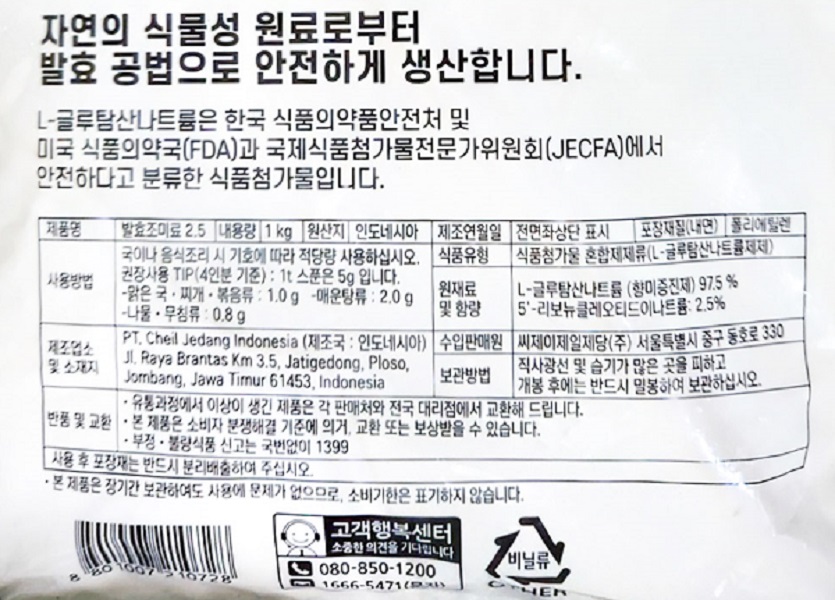 자연의 식물성 원료로부터
발효 공법으로 안전하게 생산합니다.
L-글루탐산나트륨은 한국 식품의약품안전처 및
미국 식품의약국(FDA)과 국제식품첨가물전문가위원회(JECFA)에서
안전하다고 분류한 식품첨가물입니다.
제품명 발효조미료 2.5 내용량 1 kg 원산지 인도네시아 제조연월일 전면좌상단 표시 포장재질(내면) 폴리에틸렌
사용방법
국이나 음식조리 시 기호에 따라 적당량 사용하십시오.
권장사용 TIP(4인분 기준) : 1t 스푼은 5g 입니다.
-맑은 국·찌개·볶음류 : 1.0 g -매운탕류 : 2.0 g
-나물·무침류 : 0.8 g
식품유형 식품첨가물 혼합제제류(L-글루탐산나트륨제제)
원재료
및 함량
L-글루탐산나트륨 (향미증진제) 97.5 %
5'-리보뉴클레오티드이나트륨: 2.5%
제조업소
및 소재지
PT. Cheil Jedang Indonesia (제조국 : 인도네시아)
Jl. Raya Brantas Km 3.5, Jatigedong, Ploso,
Jombang, Jawa Timur 61453, Indonesia
수입판매원 씨제이제일제당(주) 서울특별시 중구 동호로 330
보관방법
직사광선 및 습기가 많은 곳을 피하고
개봉 후에는 반드시 밀봉하여 보관하십시오.
반품 및 교환
·유통과정에서 이상이 생긴 제품은 각 판매처와 전국 대리점에서 교환해 드립니다.
·본 제품은 소비자 분쟁해결 기준에 의거, 교환 또는 보상받을 수 있습니다.
·부정·불량식품 신고는 국번없이 1399
사용 후 포장재는 반드시 분리배출하여 주십시오.
·본 제품은 장기간 보관하여도 사용에 문제가 없으므로, 소비기한은 표기하지 않습니다.
8 801007 210728
고객행복센터
소중한 의견을 기다립니다
080-850-1200
1666-5471(문자)
비닐류
OTHER